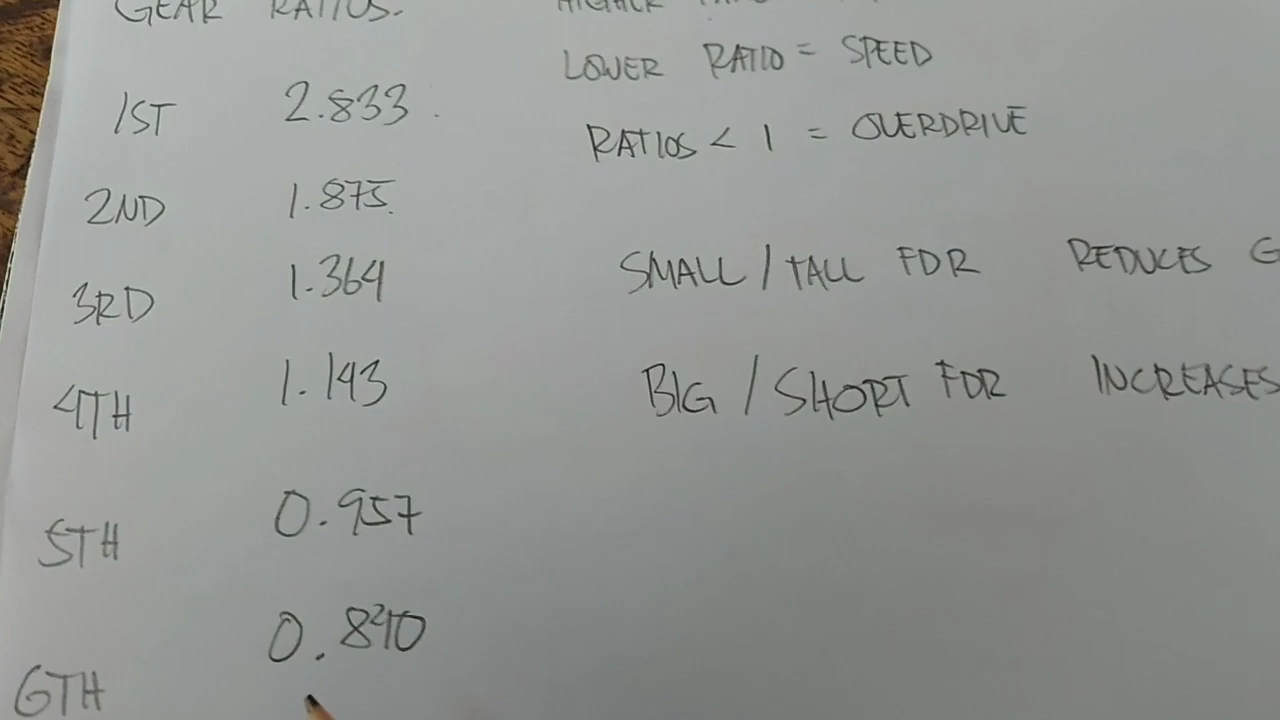 GEAR RATIOS.
LOWER RATIO = SPEED
RATIOS < 1 = OVERDRIVE
1ST 2.833
2ND 1.875
3RD 1.364
4TH 1.143
5TH 0.957
6TH 0.840
SMALL / TALL FDR REDUCES G
BIG / SHORT FDR INCREASES